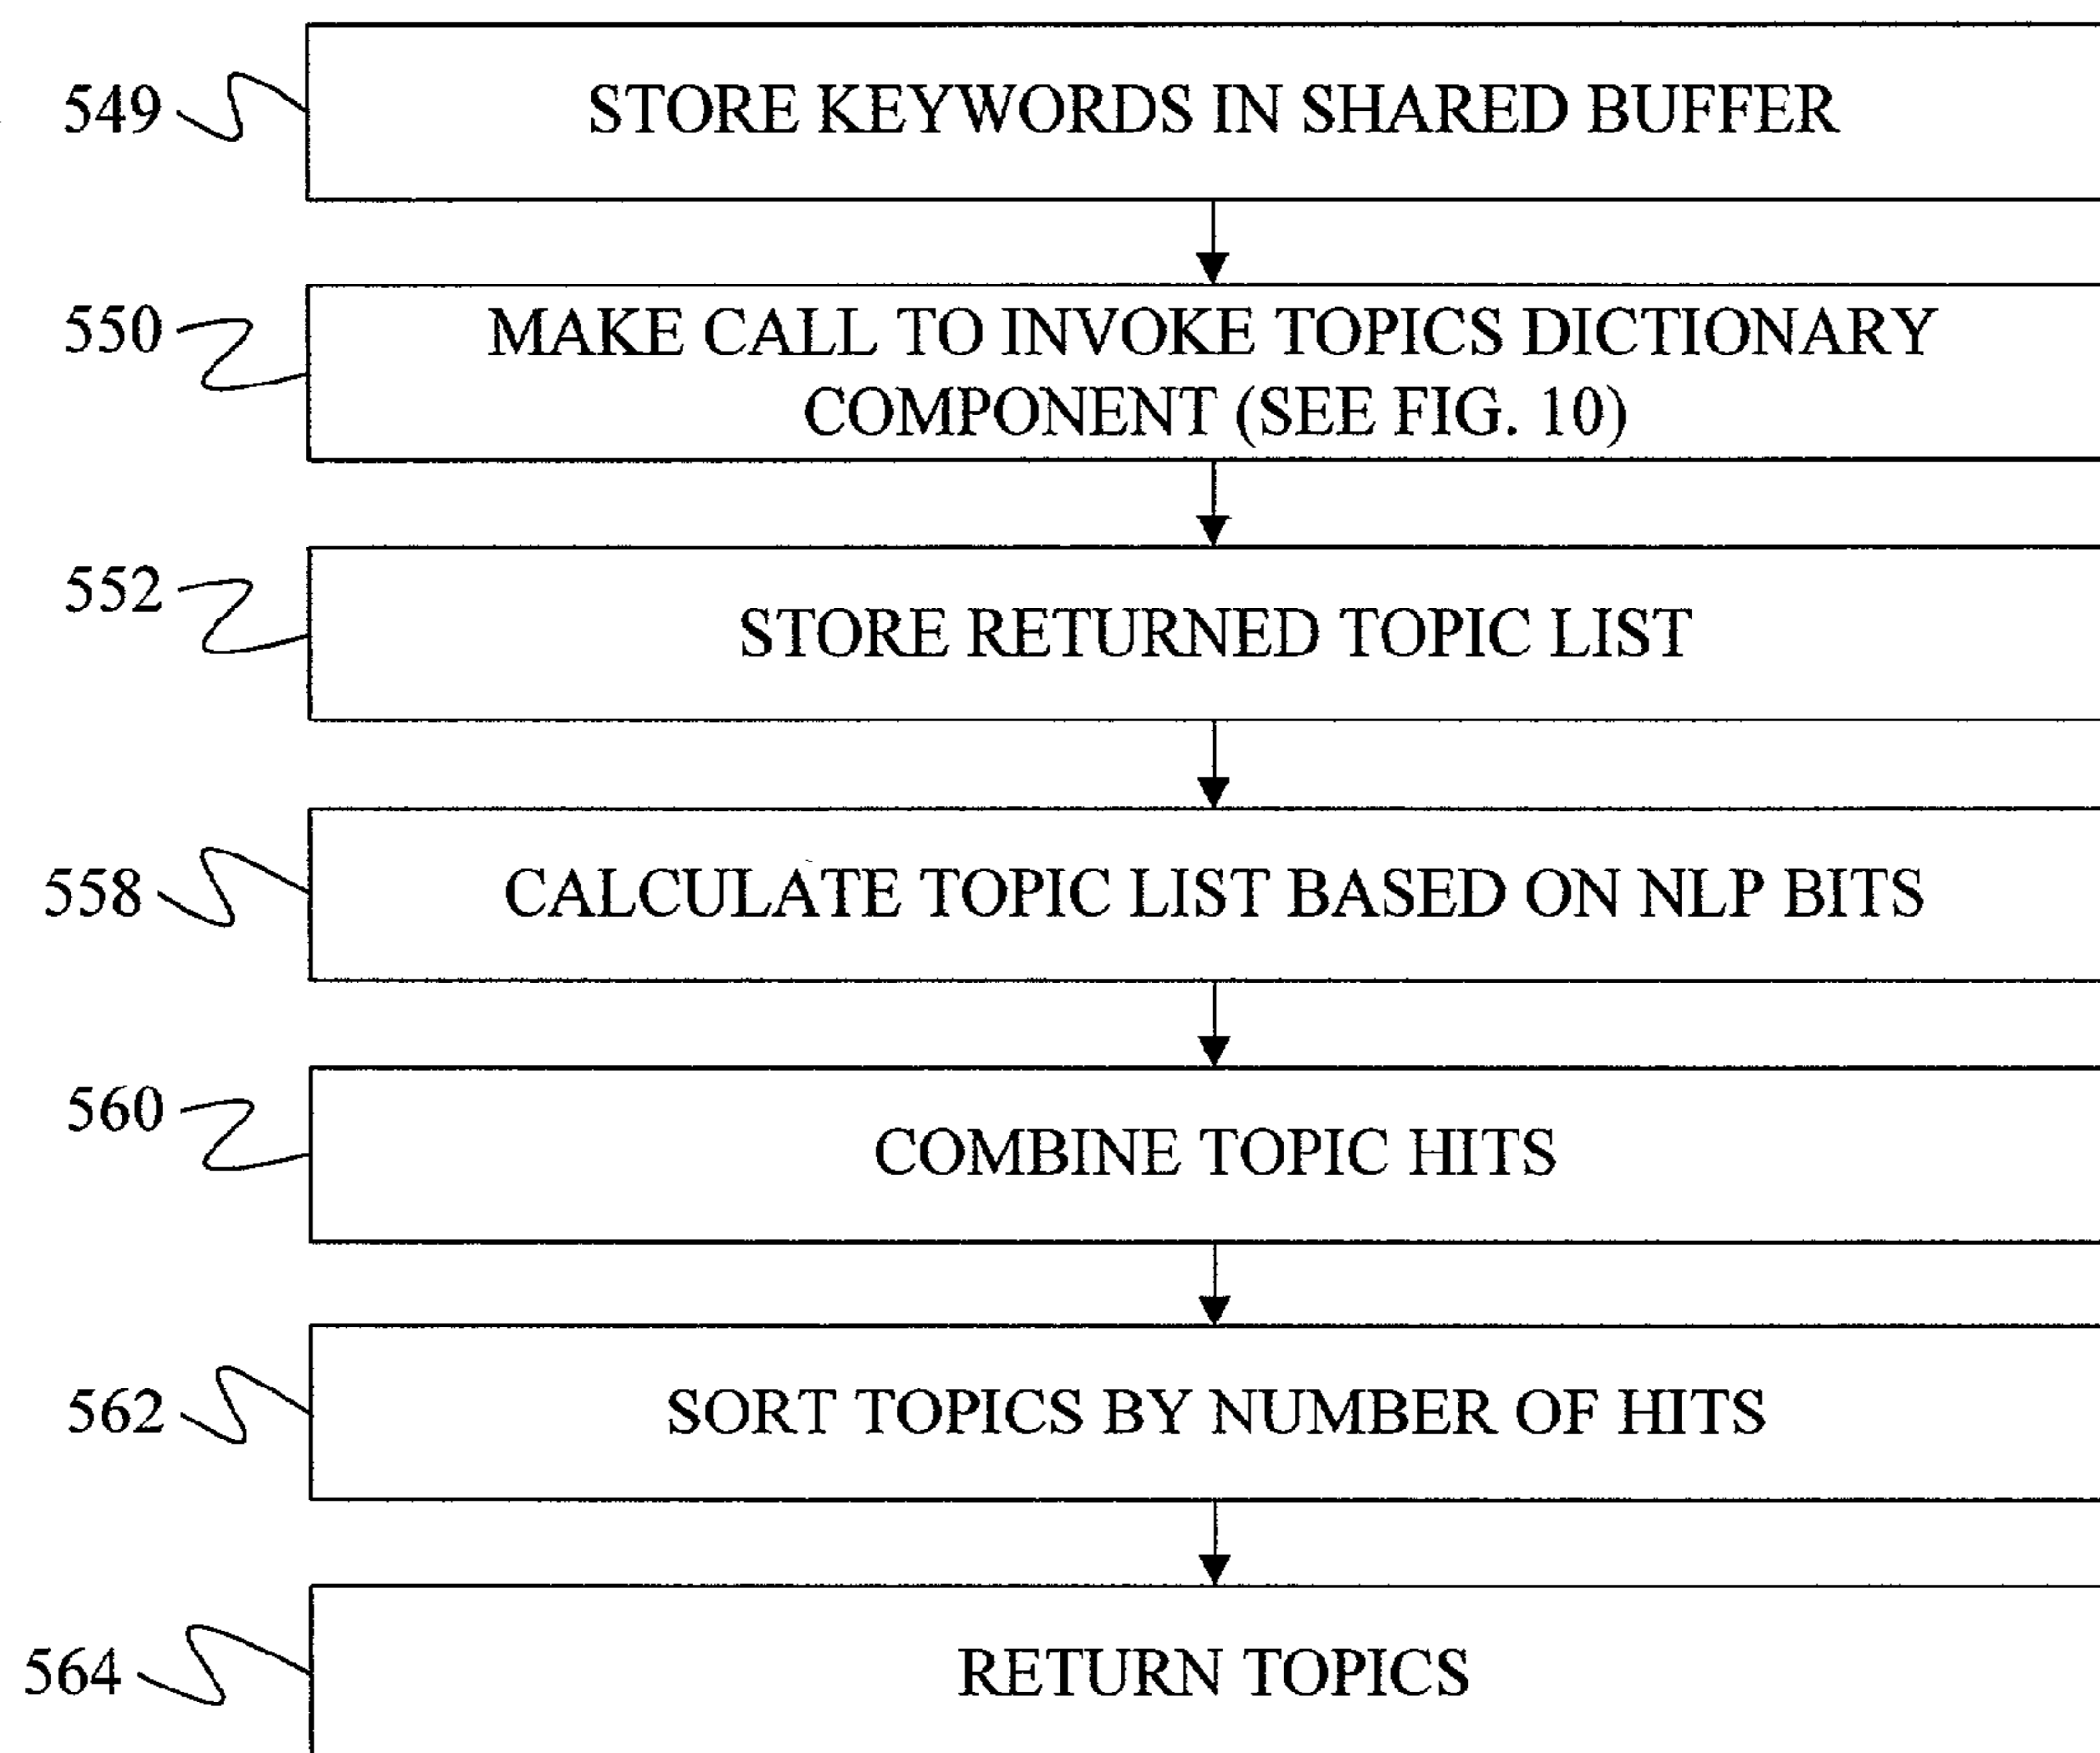 549
STORE KEYWORDS IN SHARED BUFFER
550
MAKE CALL TO INVOKE TOPICS DICTIONARY
COMPONENT (SEE FIG. 10)
552
STORE RETURNED TOPIC LIST
558
CALCULATE TOPIC LIST BASED ON NLP BITS
560
COMBINE TOPIC HITS
562
SORT TOPICS BY NUMBER OF HITS
564
RETURN TOPICS